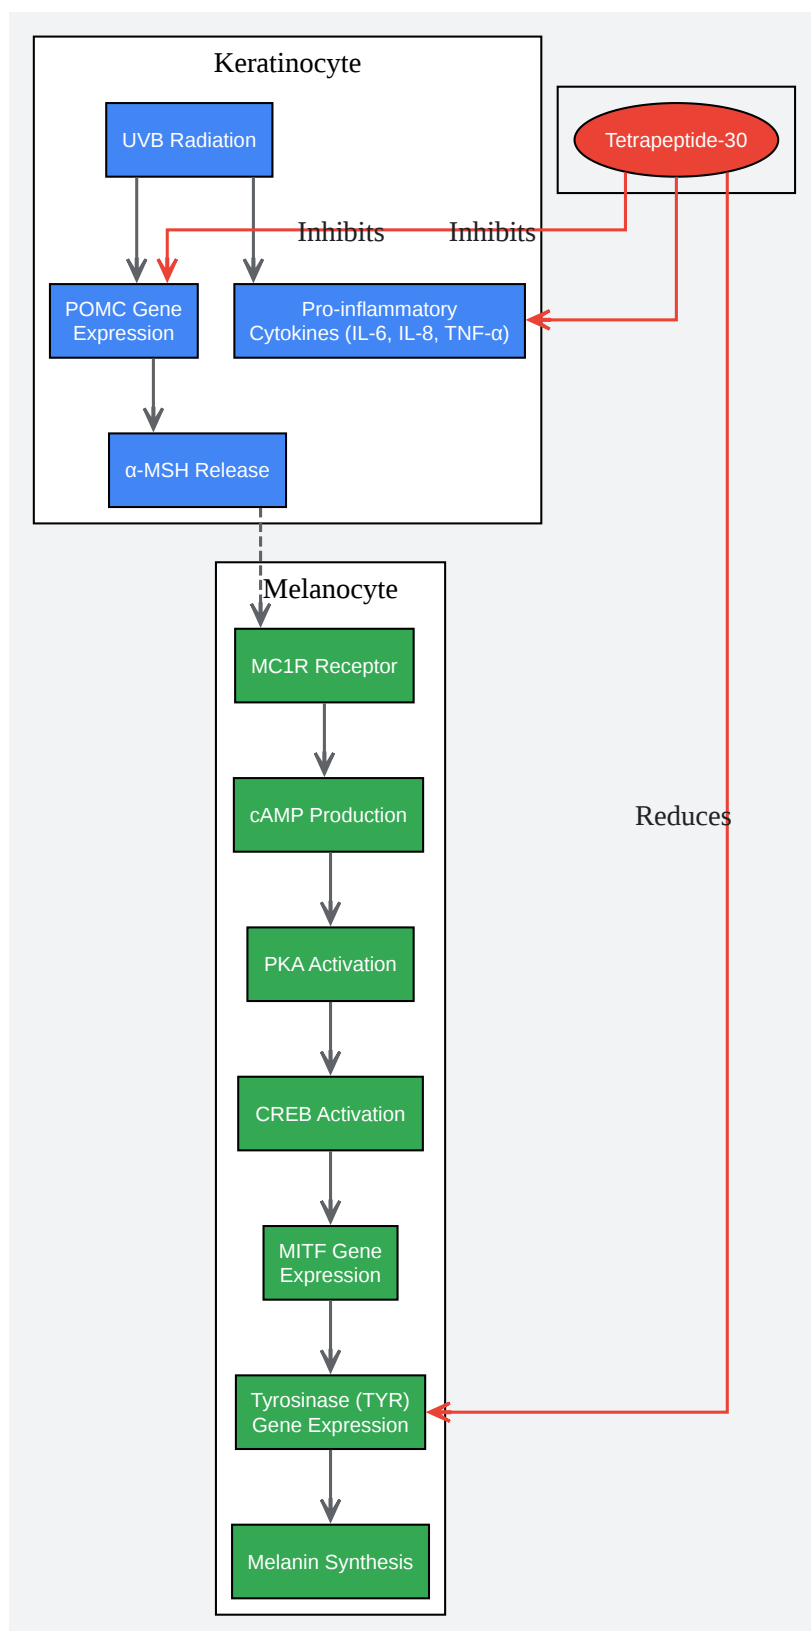 Keratinocyte
UVB Radiation
Tetrapeptide-30
Inhibits
Inhibits
POMC Gene
Expression
Pro-inflammatory
Cytokines (IL-6, IL-8, TNF-α)
α-MSH Release
Melanocyte
MC1R Receptor
cAMP Production
Reduces
PKA Activation
CREB Activation
MITF Gene
Expression
Tyrosinase (TYR)
Gene Expression
Melanin Synthesis